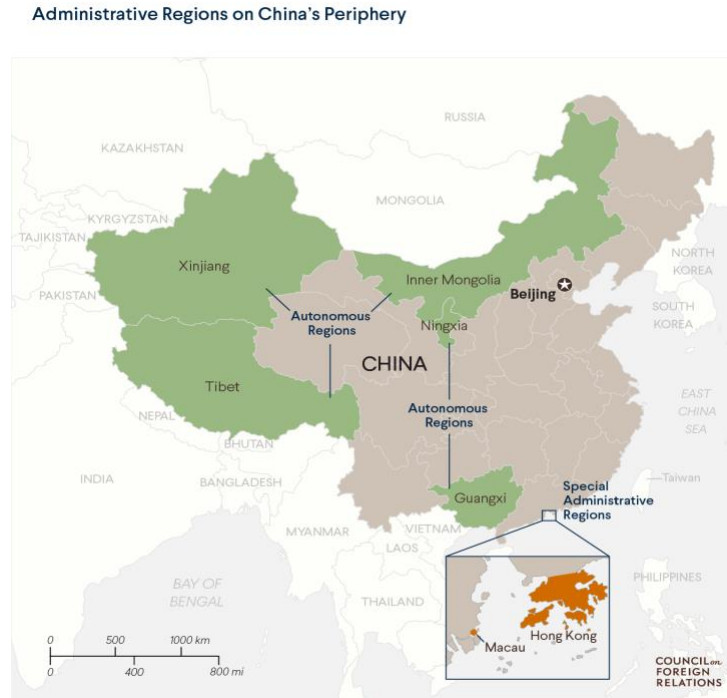 Administrative Regions on China's Periphery
RUSSIA
KAZAKHSTAN
MONGOLIA
KYRGYZSTAN
TAJIKISTAN
NORTH
KOREA
Xinjiang
Inner Mongolia
Beijing
PAKISTAN
SOUTH
KOREA
Autonomous
Regions
Ningxia
CHINA
Tibet
EAST
CHINA
SEA
Autonomous
Regions
NEPAL
BHUTAN
INDIA
BANGLADESH
Guangxi
Special
Administrative
Regions
Taiwan
MYANMAR
VIETNAM
LAOS
PHILIPPINES
BAY OF
BENGAL
THAILAND
Macau
Hong Kong
0 500 1000 km
0 400 800 mi
COUNCIL on
FOREIGN
RELATIONS